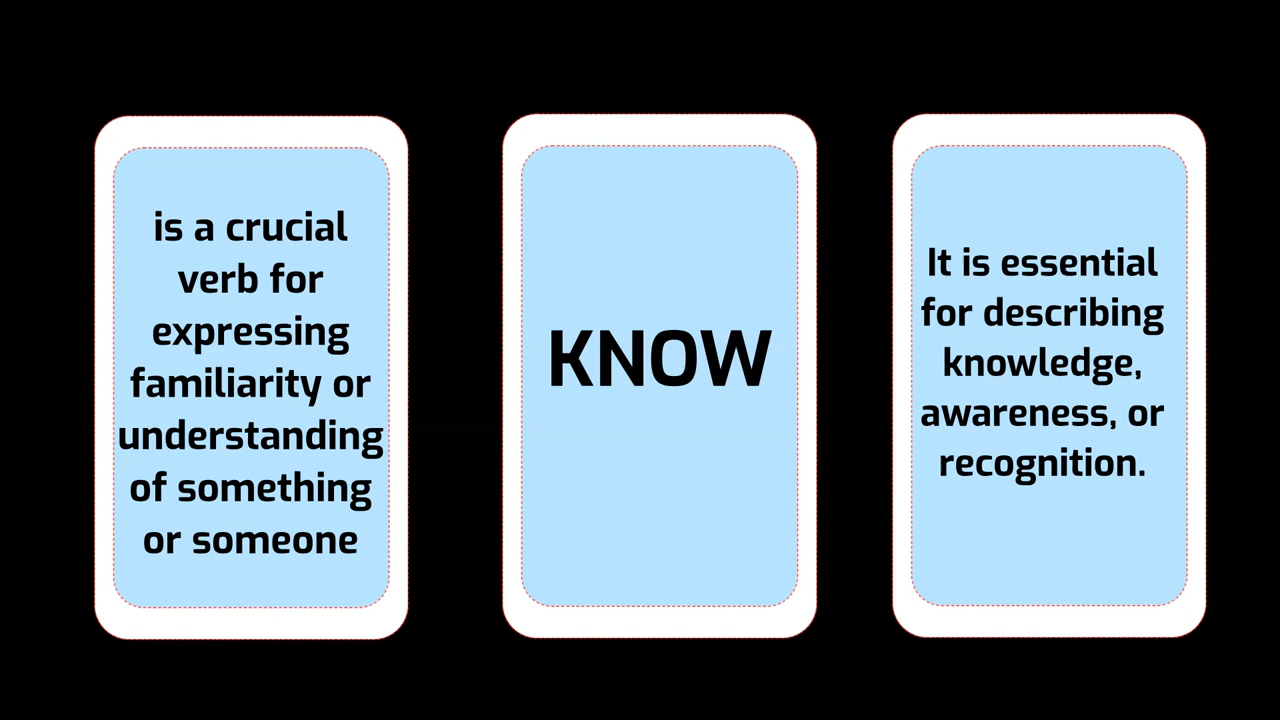 is a crucial
verb for
expressing
familiarity or
understanding
of something
or someone
KNOW
It is essential
for describing
knowledge,
awareness, or
recognition.